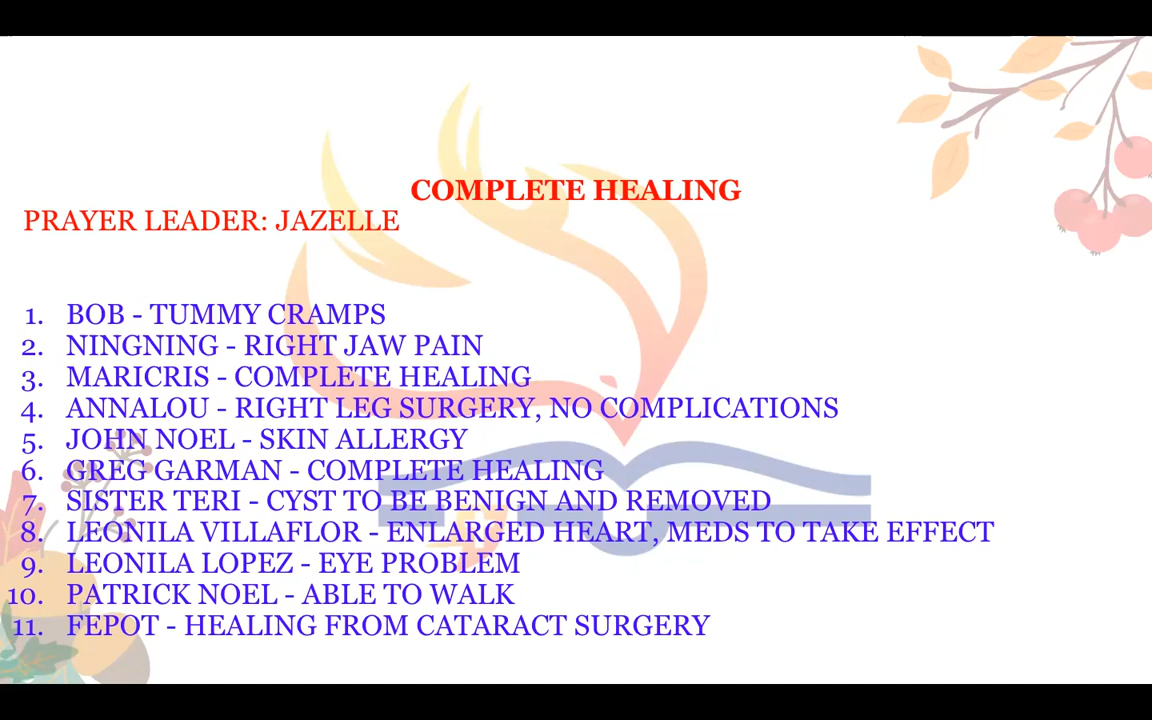 COMPLETE HEALING
PRAYER LEADER: JAZELLE
1. BOB - TUMMY CRAMPS
2. NINGNING - RIGHT JAW PAIN
3. MARICRIS - COMPLETE HEALING
4. ANNALOU - RIGHT LEG SURGERY, NO COMPLICATIONS
5. JOHN NOEL - SKIN ALLERGY
6. GREG GARMAN - COMPLETE HEALING
7. SISTER TERI - CYST TO BE BENIGN AND REMOVED
8. LEONILA VILLAFLOR - ENLARGED HEART, MEDS TO TAKE EFFECT
9. LEONILA LOPEZ - EYE PROBLEM
10. PATRICK NOEL - ABLE TO WALK
11. FEPOT - HEALING FROM CATARACT SURGERY